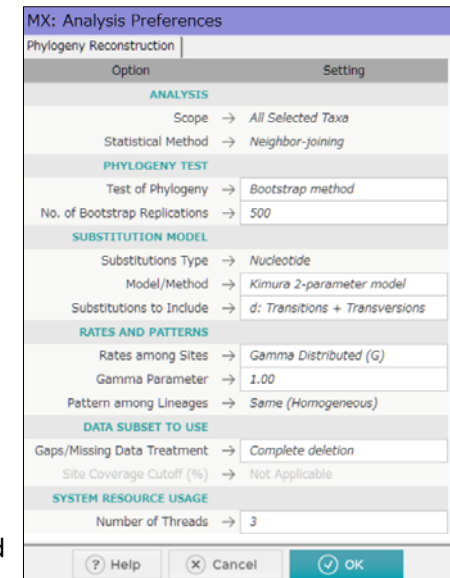 MX: Analysis Preferences
Phylogeny Reconstruction
Option Setting
ANALYSIS
Scope → All Selected Taxa
Statistical Method → Neighbor-joining
PHYLOGENY TEST
Test of Phylogeny → Bootstrap method
No. of Bootstrap Replications → 500
SUBSTITUTION MODEL
Substitutions Type → Nucleotide
Model/Method → Kimura 2-parameter model
Substitutions to Include → d: Transitions + Transversions
RATES AND PATTERNS
Rates among Sites → Gamma Distributed (G)
Gamma Parameter → 1.00
Pattern among Lineages → Same (Homogeneous)
DATA SUBSET TO USE
Gaps/Missing Data Treatment → Complete deletion
Site Coverage Cutoff (%) → Not Applicable
SYSTEM RESOURCE USAGE
Number of Threads → 3
? Help X Cancel ✓ OK